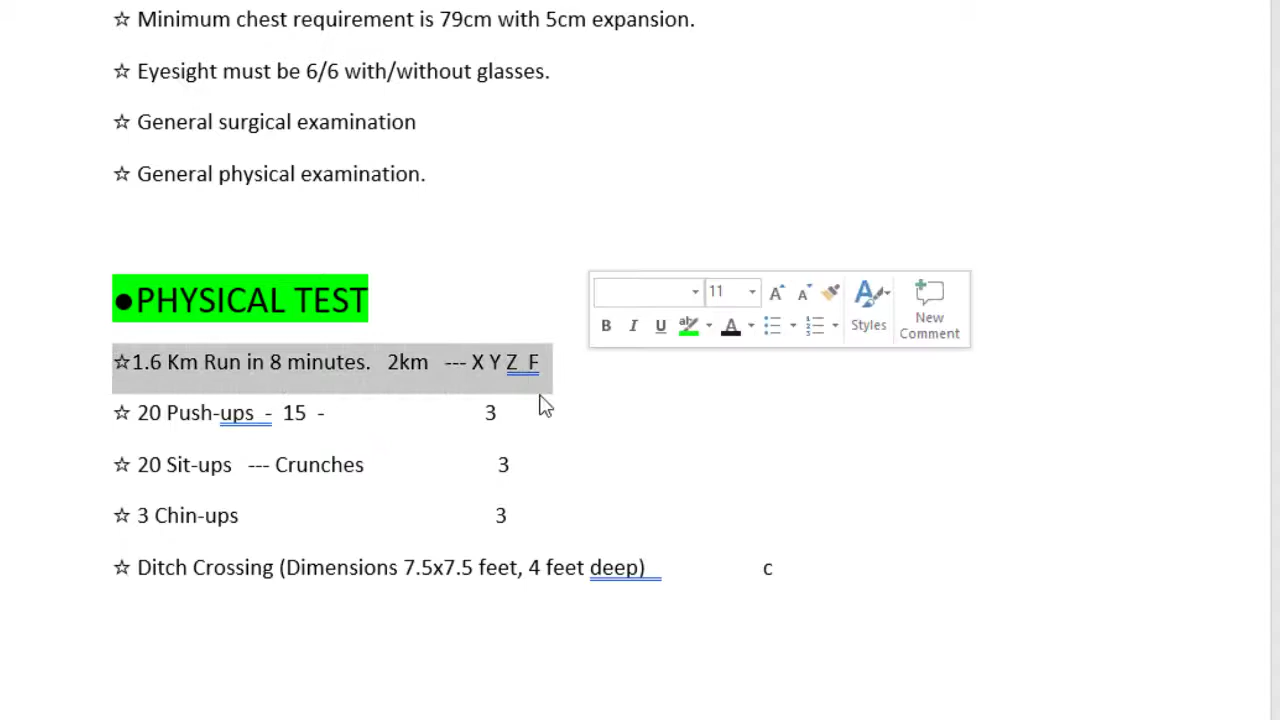 ☆ Minimum chest requirement is 79cm with 5cm expansion.
☆ Eyesight must be 6/6 with/without glasses.
☆ General surgical examination
☆ General physical examination.
●PHYSICAL TEST
11
B I U
Styles
New Comment
☆1.6 Km Run in 8 minutes. 2km --- X Y Z F
☆ 20 Push-ups - 15 - 3
☆ 20 Sit-ups --- Crunches 3
☆ 3 Chin-ups 3
☆ Ditch Crossing (Dimensions 7.5x7.5 feet, 4 feet deep) c